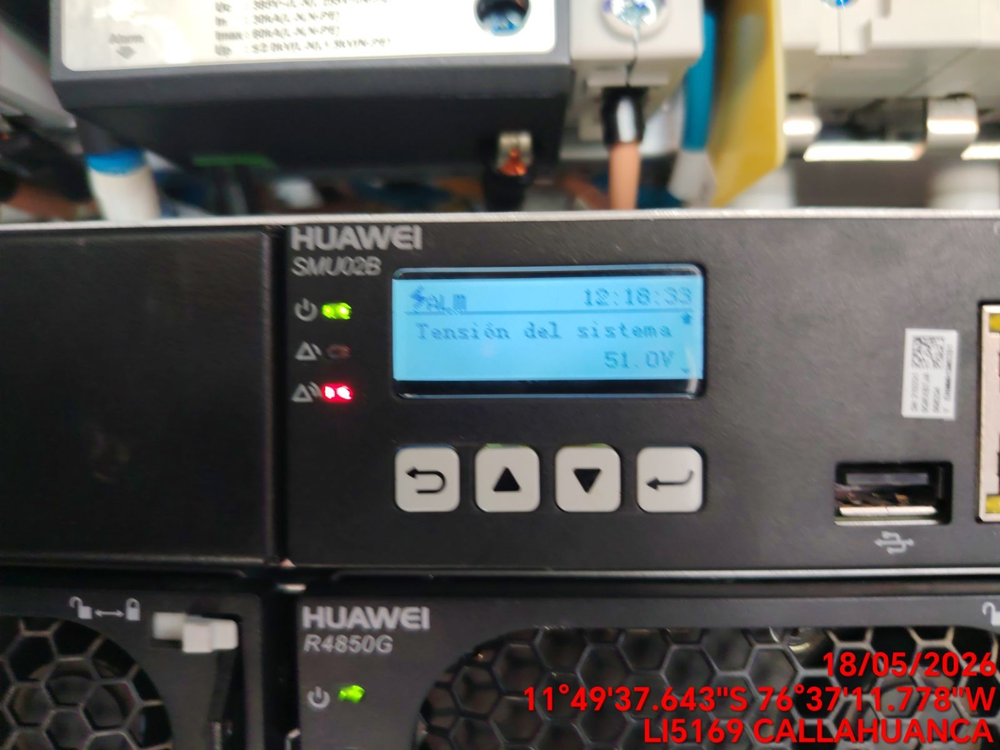 Alarm
HUAWEI
SMU02B
ALM 12:18:33
Tensión del sistema
51.0V
HUAWEI
R4850G
18/05/2026
11°49'37.643"S 76°37'11.778"W
LI5169 CALLAHUANCA